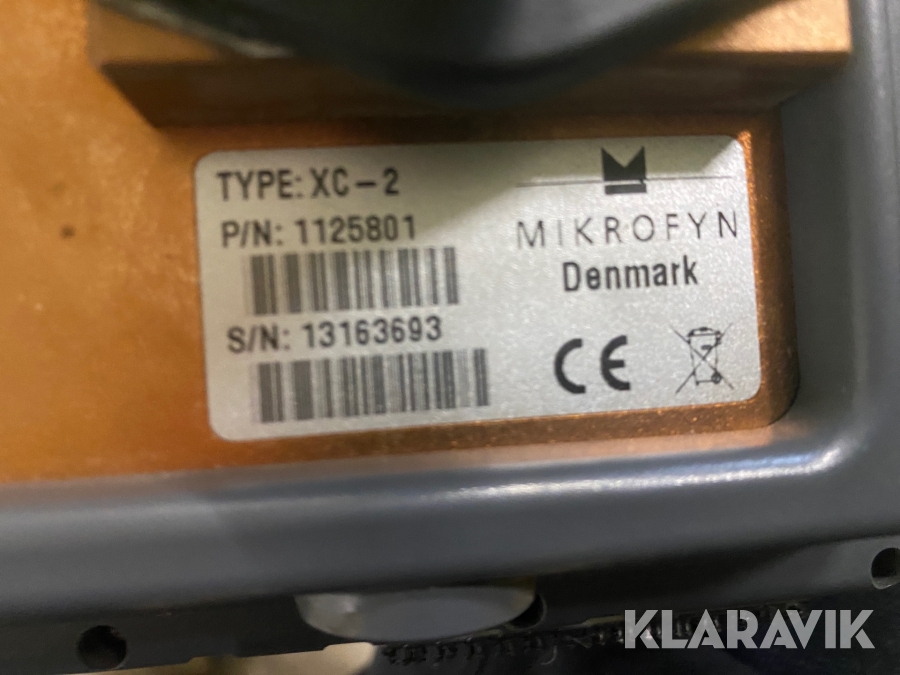 TYPE: XC-2
P/N: 1125801
S/N: 13163693
MIKROFYN
Denmark
CE
KLARAVIK